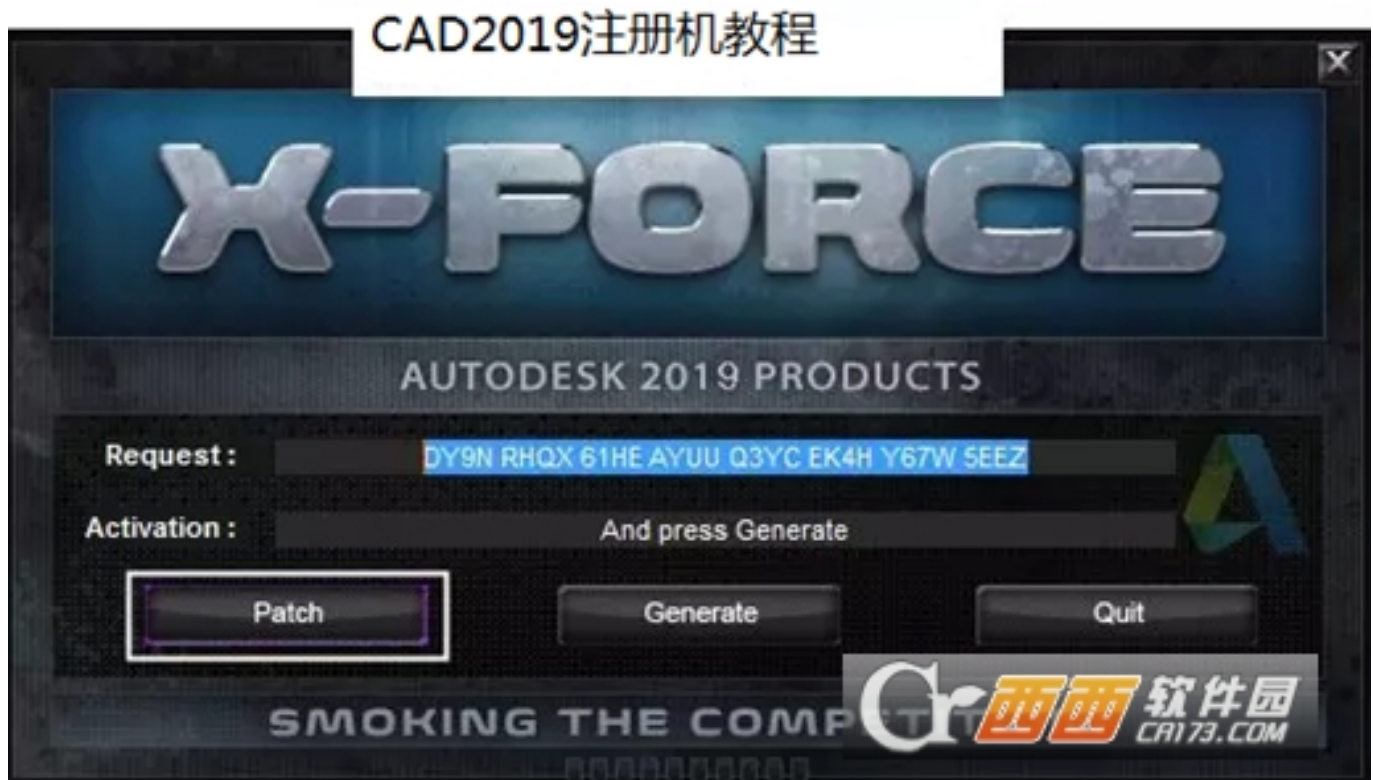 CAD2019注册机教程
X-FORCE
AUTODESK 2019 PRODUCTS
Request : DY9N RHQX 61HE AYUU Q3YC EK4H Y67W 5EEZ
Activation : And press Generate
Patch Generate Quit
SMOKING THE COMP
西西软件园
CR173.COM